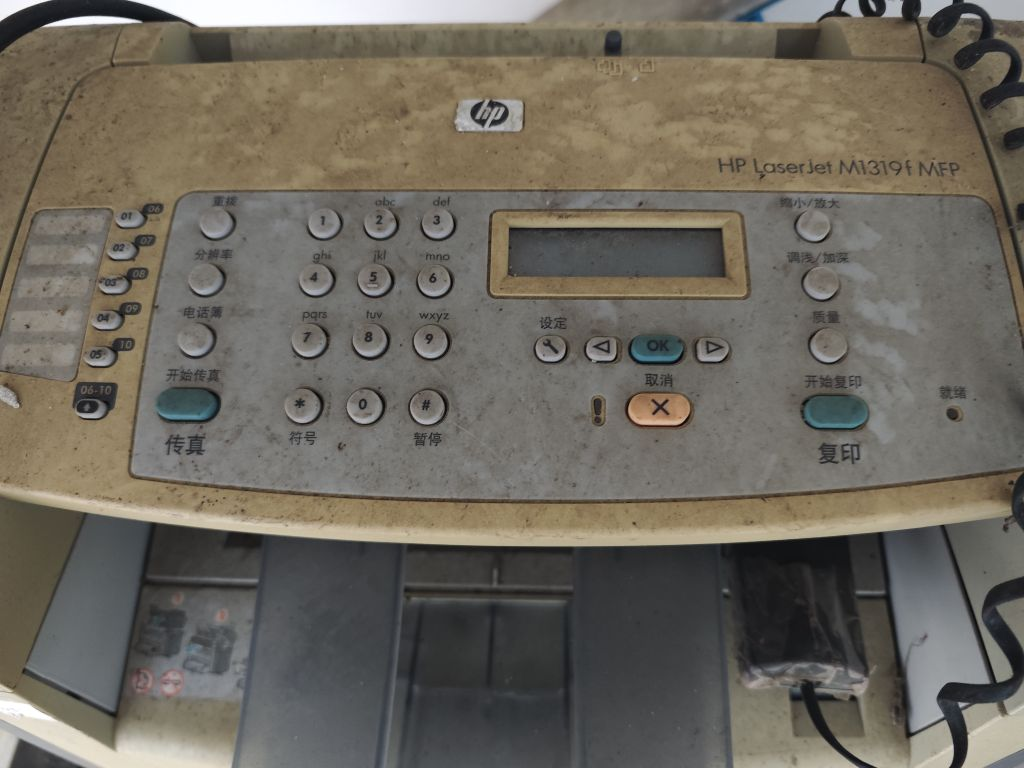 hp
HP LaserJet M1319f MFP
01 06
02 07
03 08
04 09
05 10
06-10
重拨
分辨率
电话簿
开始传真
传真
abc def
1 2 3
ghi jkl mno
4 5 6
pqrs tuv wxyz
7 8 9
* 0 #
符号 暂停
设定
OK
取消
缩小/放大
调浅/加深
质量
开始复印
复印
就绪